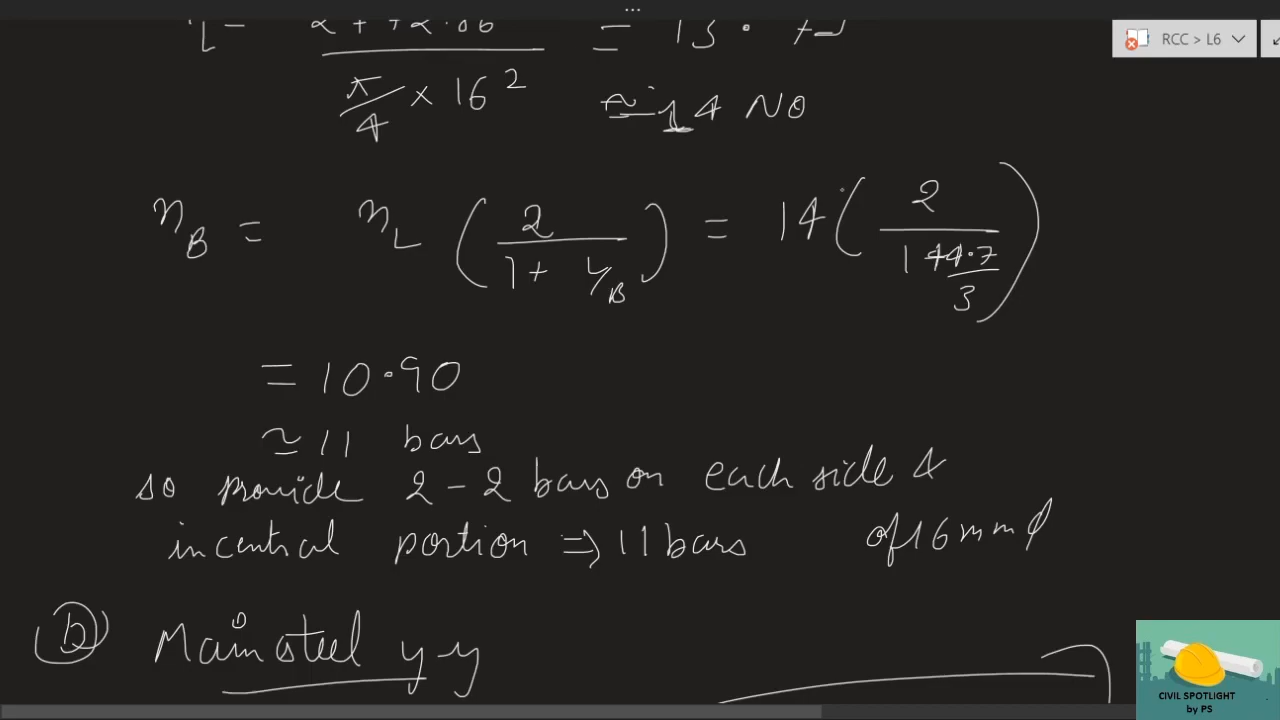 RCC > L6
π/4 × 16²
≈ 14 NO
n_B = n_L (2 / (1 + L/B)) = 14 (2 / (1 + 4.7/3))
= 10.90
≈ 11 bars
so provide 2 - 2 bars on each side &
in central portion ⇒ 11 bars of 16 mm φ
(b) Main steel y-y
CIVIL SPOTLIGHT
by PS